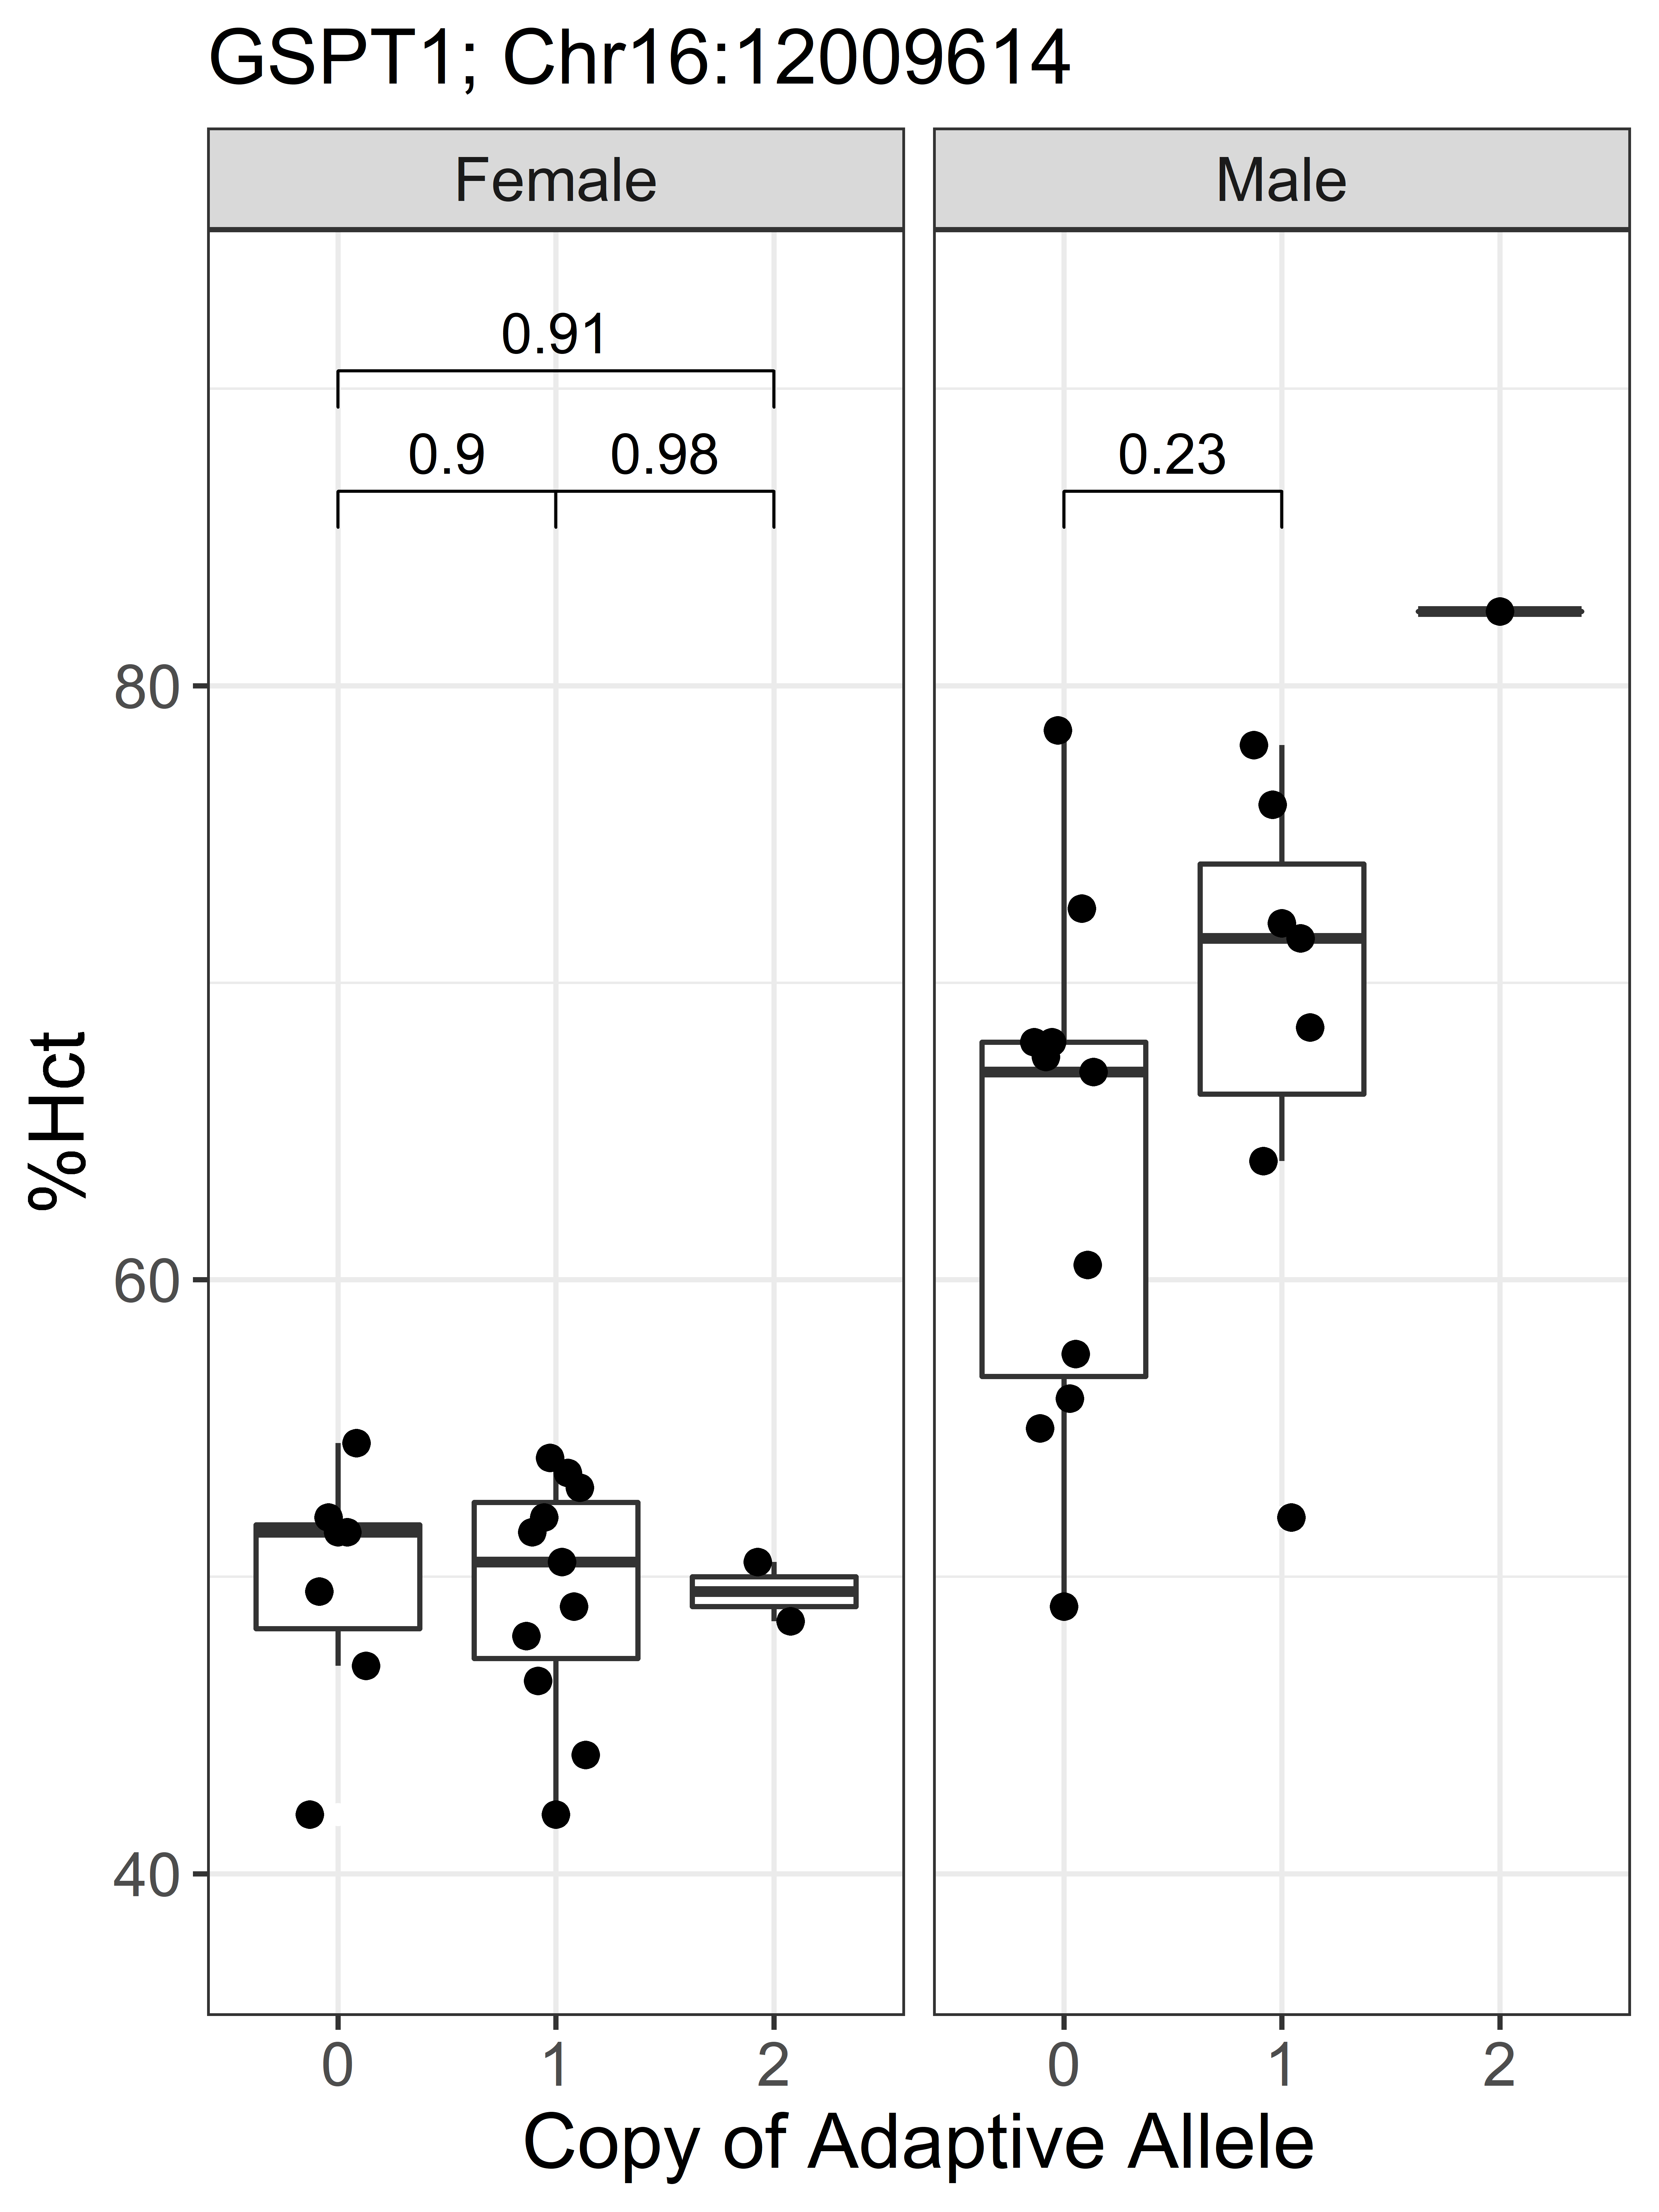 GSPT1; Chr16:12009614
Female
Male
0.91
0.9
0.98
0.23
%Hct
80
60
40
0
1
2
0
1
2
Copy of Adaptive Allele